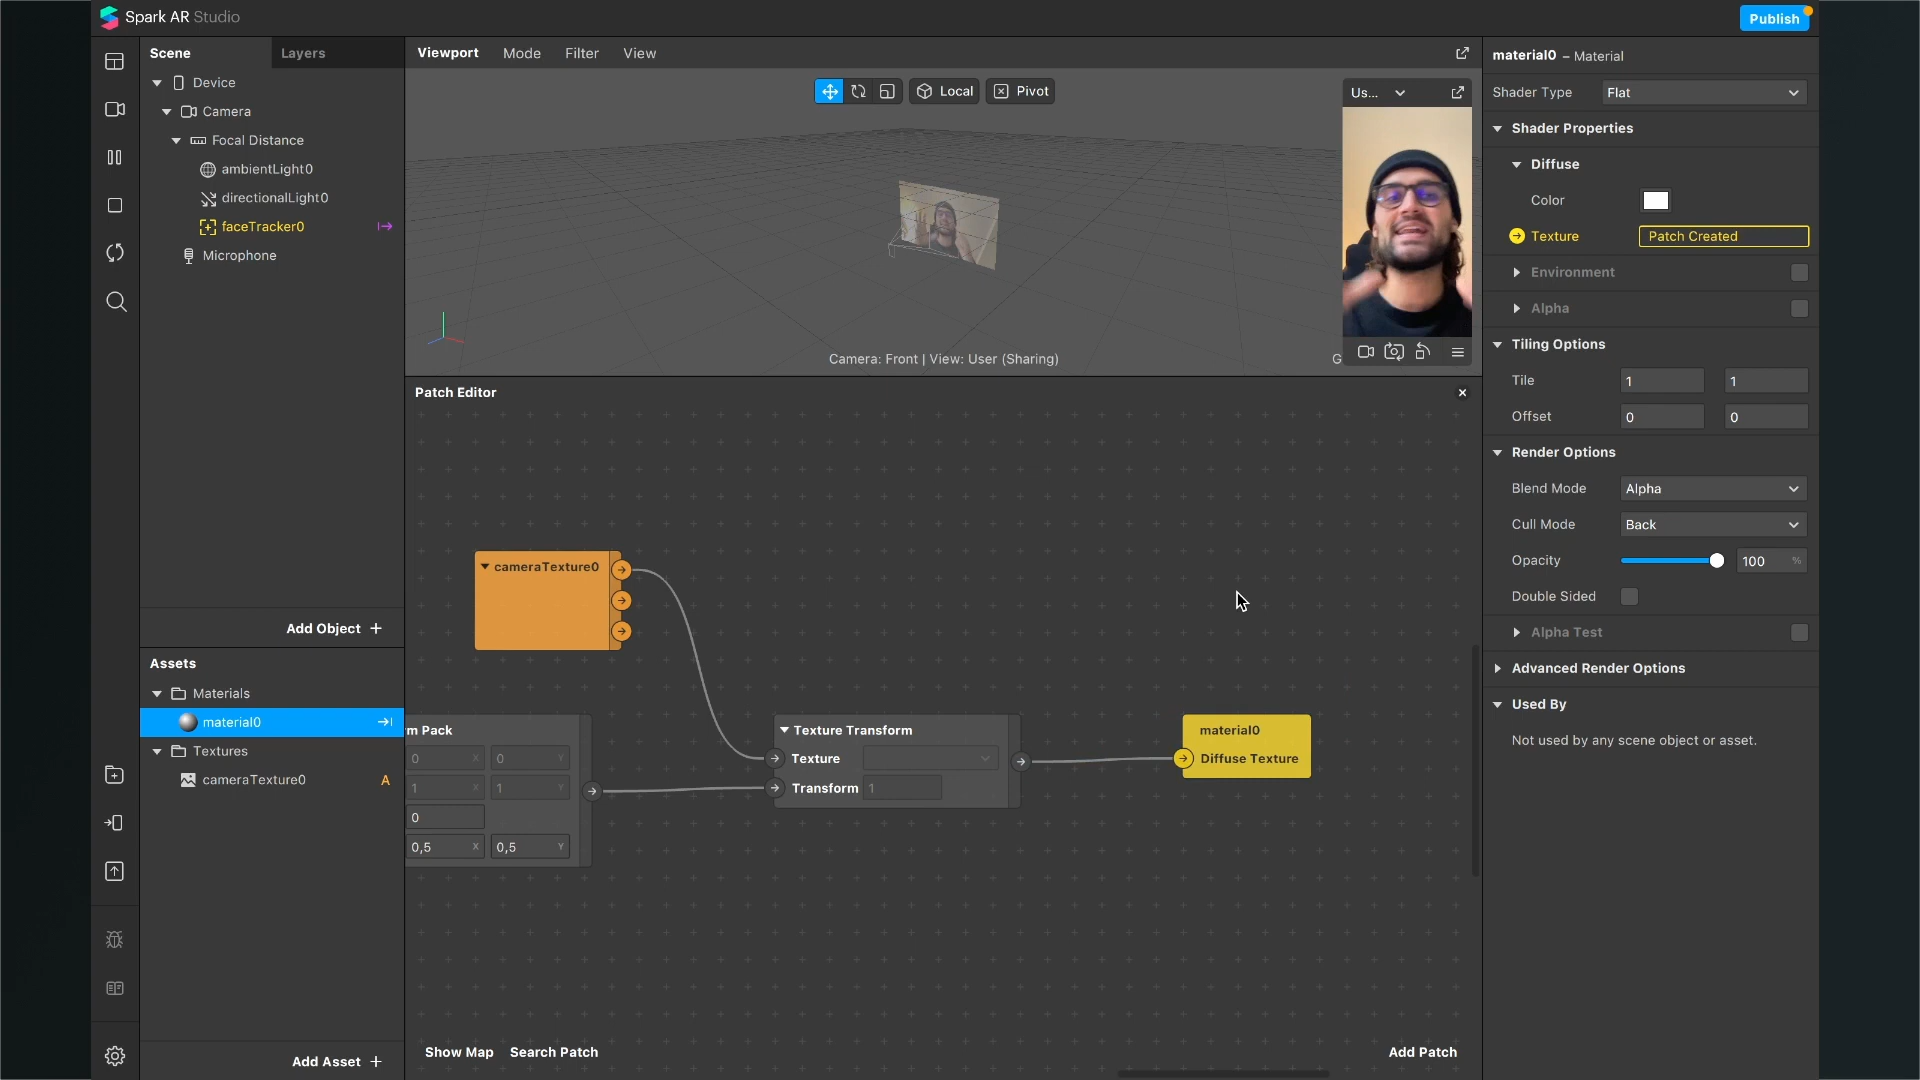 Spark AR Studio
Publish
Scene
Layers
Device
Camera
Focal Distance
ambientLight0
directionalLight0
faceTracker0
Microphone
Add Object +
Assets
Materials
material0
Textures
cameraTexture0
A
Add Asset +
Viewport
Mode
Filter
View
Local
Pivot
Us...
Camera: Front | View: User (Sharing)
G
Patch Editor
cameraTexture0
rm Pack
0 X 0 Y
1 X 1 Y
0
0,5 X 0,5 Y
Texture Transform
Texture
Transform 1
material0
Diffuse Texture
Show Map
Search Patch
Add Patch
material0 – Material
Shader Type Flat
Shader Properties
Diffuse
Color
Texture Patch Created
Environment
Alpha
Tiling Options
Tile 1 1
Offset 0 0
Render Options
Blend Mode Alpha
Cull Mode Back
Opacity 100 %
Double Sided
Alpha Test
Advanced Render Options
Used By
Not used by any scene object or asset.